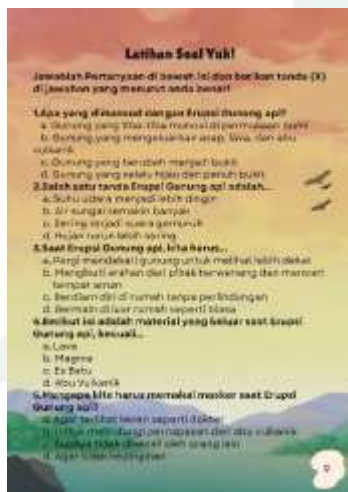 Latihan Soal Yuk!
Jawablah Pertanyaan di bawah ini dan berikan tanda (X)
di jawaban yang menurut anda benar!
1.Apa yang dimaksud dengan Erupsi Gunung api?
a. Gunung yang tiba-tiba muncul di permukaan bumi
b. Gunung yang mengeluarkan asap, lava, dan abu
vulkanik
c. Gunung yang berubah menjadi bukit
d. Gunung yang selalu hijau dan penuh bukit
2.Salah satu tanda Erupsi Gunung api adalah...
a. Suhu udara menjadi lebih dingin
b. Air sungai semakin banyak
c. Sering terjadi suara gemuruh
d. Hujan turun lebih sering
3.Saat Erupsi Gunung api, kita harus...
a. Pergi mendekati gunung untuk melihat lebih dekat
b. Mengikuti arahan dari pihak berwenang dan mencari
tempat aman
c. Berdiam diri di rumah tanpa perlindungan
d. Bermain di luar rumah seperti biasa
4.Berikut ini adalah material yang keluar saat Erupsi
Gunung api, kecuali...
a. Lava
b. Magma
c. Es Batu
d. Abu Vulkanik
5.Mengapa kita harus memakai masker saat Erupsi
Gunung api?
a. Agar terlihat keren seperti dokter
b. Untuk melindungi pernapasan dari abu vulkanik
c. Supaya tidak dikenali oleh orang lain
d. Agar tidak kedinginan
9